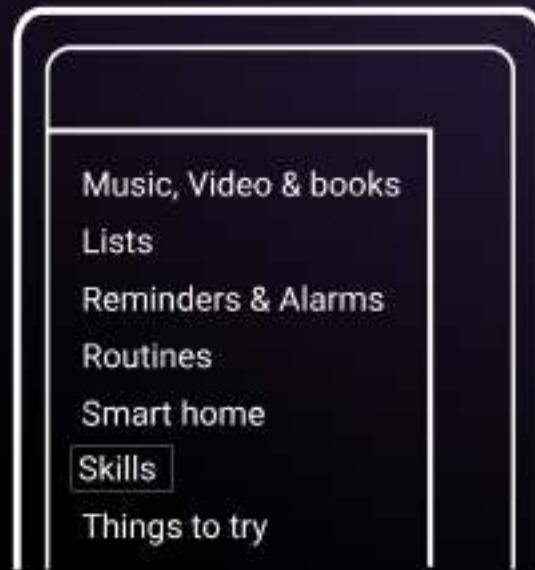 Music, Video & books
Lists
Reminders & Alarms
Routines
Smart home
Skills
Things to try